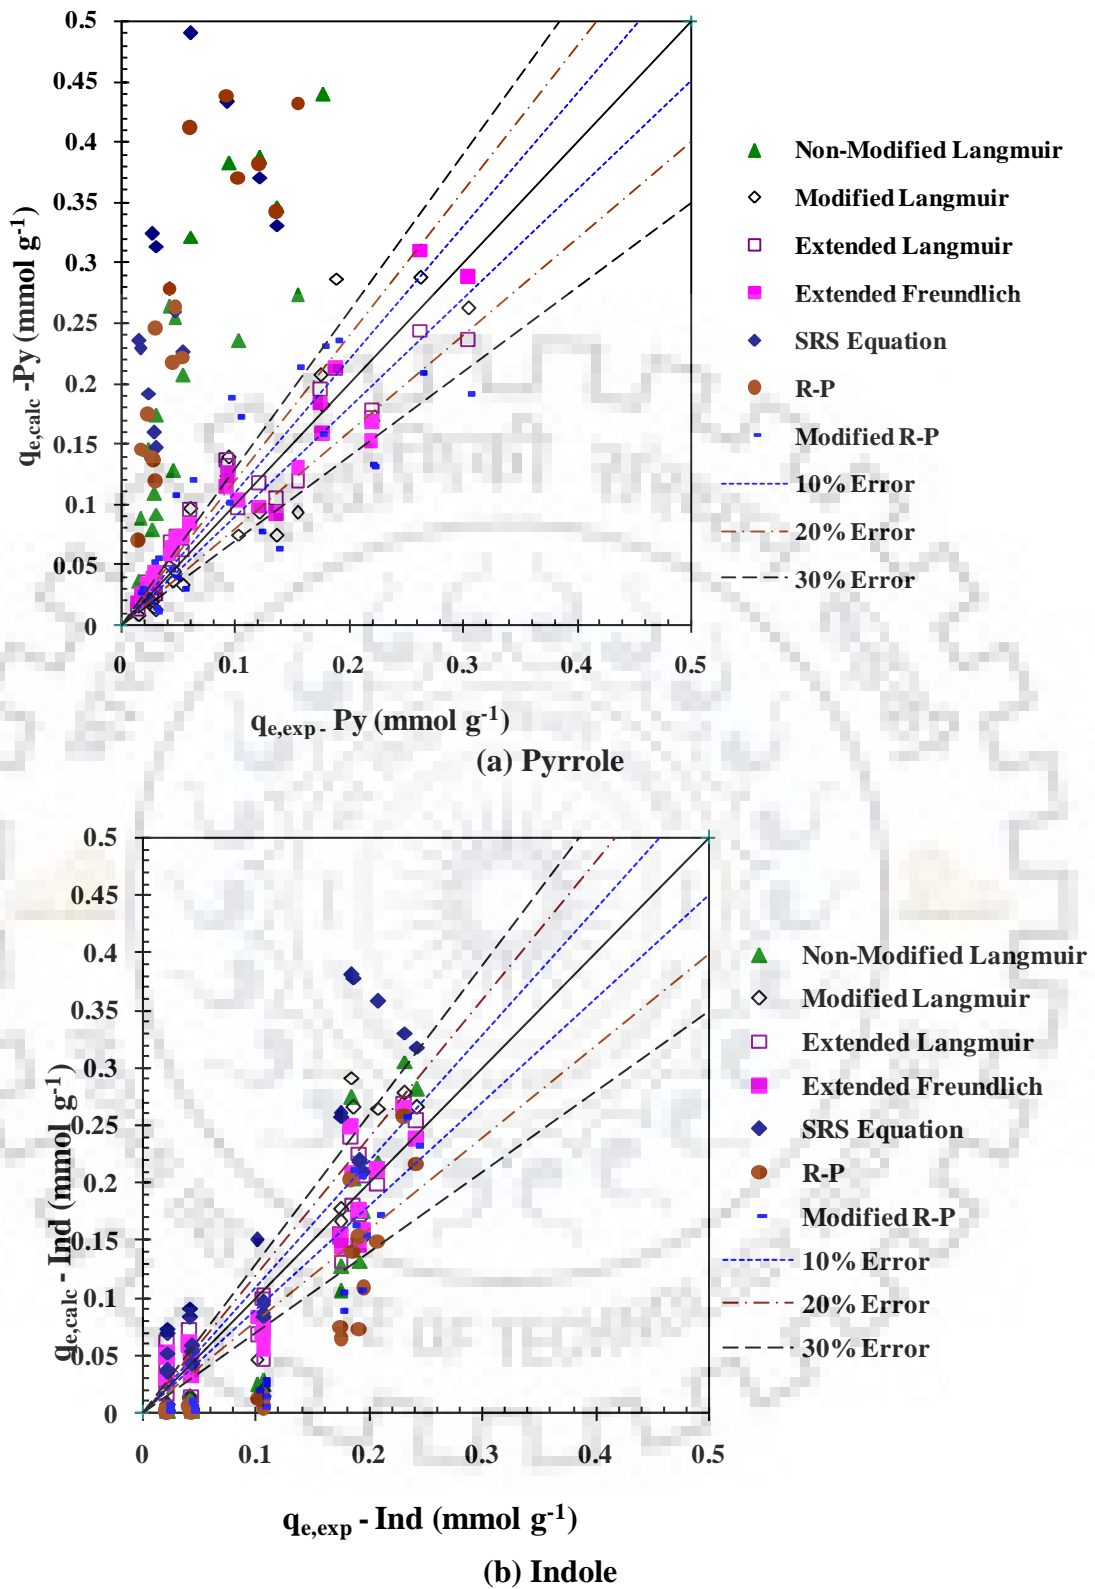 0.5
0.45
0.4
0.35
0.3
0.25
0.2
0.15
0.1
0.05
0
q_e,calc -Py (mmol g^-1)
0 0.1 0.2 0.3 0.4 0.5
q_e,exp - Py (mmol g^-1)
Non-Modified Langmuir
Modified Langmuir
Extended Langmuir
Extended Freundlich
SRS Equation
R-P
Modified R-P
10% Error
20% Error
30% Error
(a) Pyrrole
0.5
0.45
0.4
0.35
0.3
0.25
0.2
0.15
0.1
0.05
0
q_e,calc - Ind (mmol g^-1)
0 0.1 0.2 0.3 0.4 0.5
q_e,exp - Ind (mmol g^-1)
Non-Modified Langmuir
Modified Langmuir
Extended Langmuir
Extended Freundlich
SRS Equation
R-P
Modified R-P
10% Error
20% Error
30% Error
(b) Indole